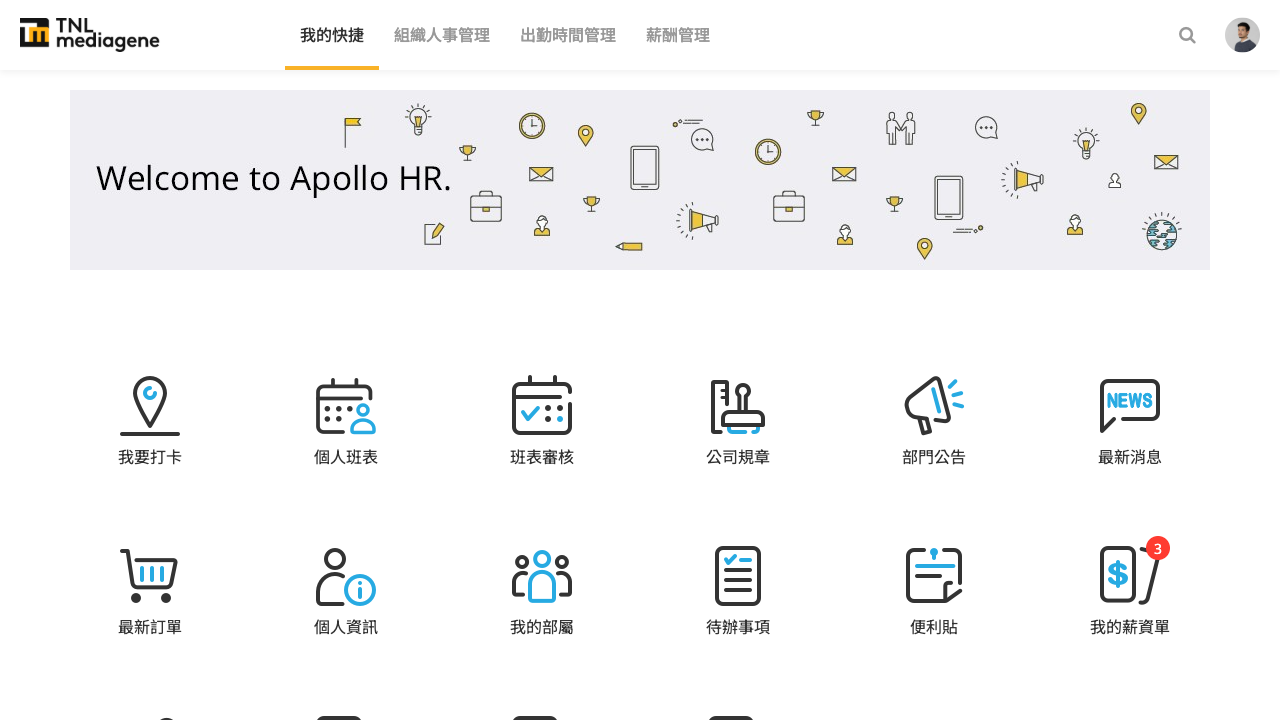 TNL
mediagene
我的快捷
組織人事管理
出勤時間管理
薪酬管理
Welcome to Apollo HR.
我要打卡
個人班表
班表審核
公司規章
部門公告
NEWS
最新消息
最新訂單
個人資訊
我的部屬
待辦事項
便利貼
3
我的薪資單